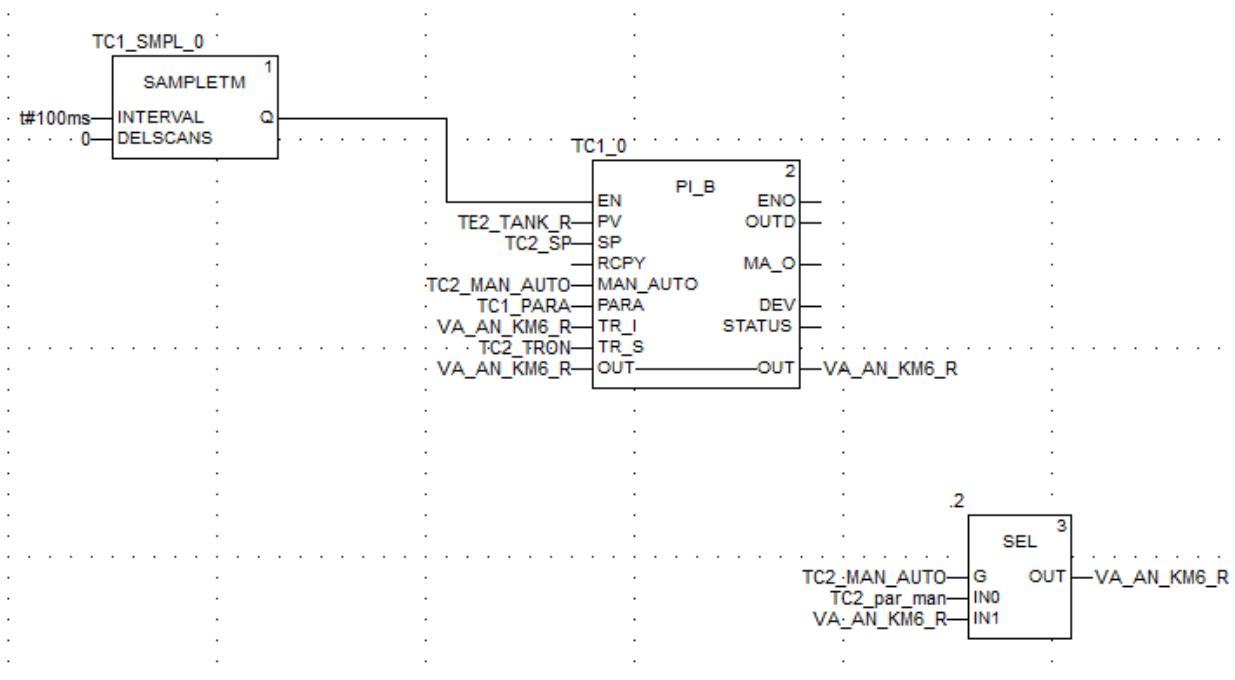 TC1_SMPL_0
1
SAMPLETM
t#100ms INTERVAL Q
0 DELSCANS
TC1_0
2
PI_B
EN ENO
TE2_TANK_R PV OUTD
TC2_SP SP
RCPY MA_O
TC2_MAN_AUTO MAN_AUTO
TC1_PARA PARA DEV
VA_AN_KM6_R TR_I STATUS
TC2_TRON TR_S
VA_AN_KM6_R OUT OUT VA_AN_KM6_R
.2
3
SEL
TC2_MAN_AUTO G OUT VA_AN_KM6_R
TC2_par_man IN0
VA_AN_KM6_R IN1